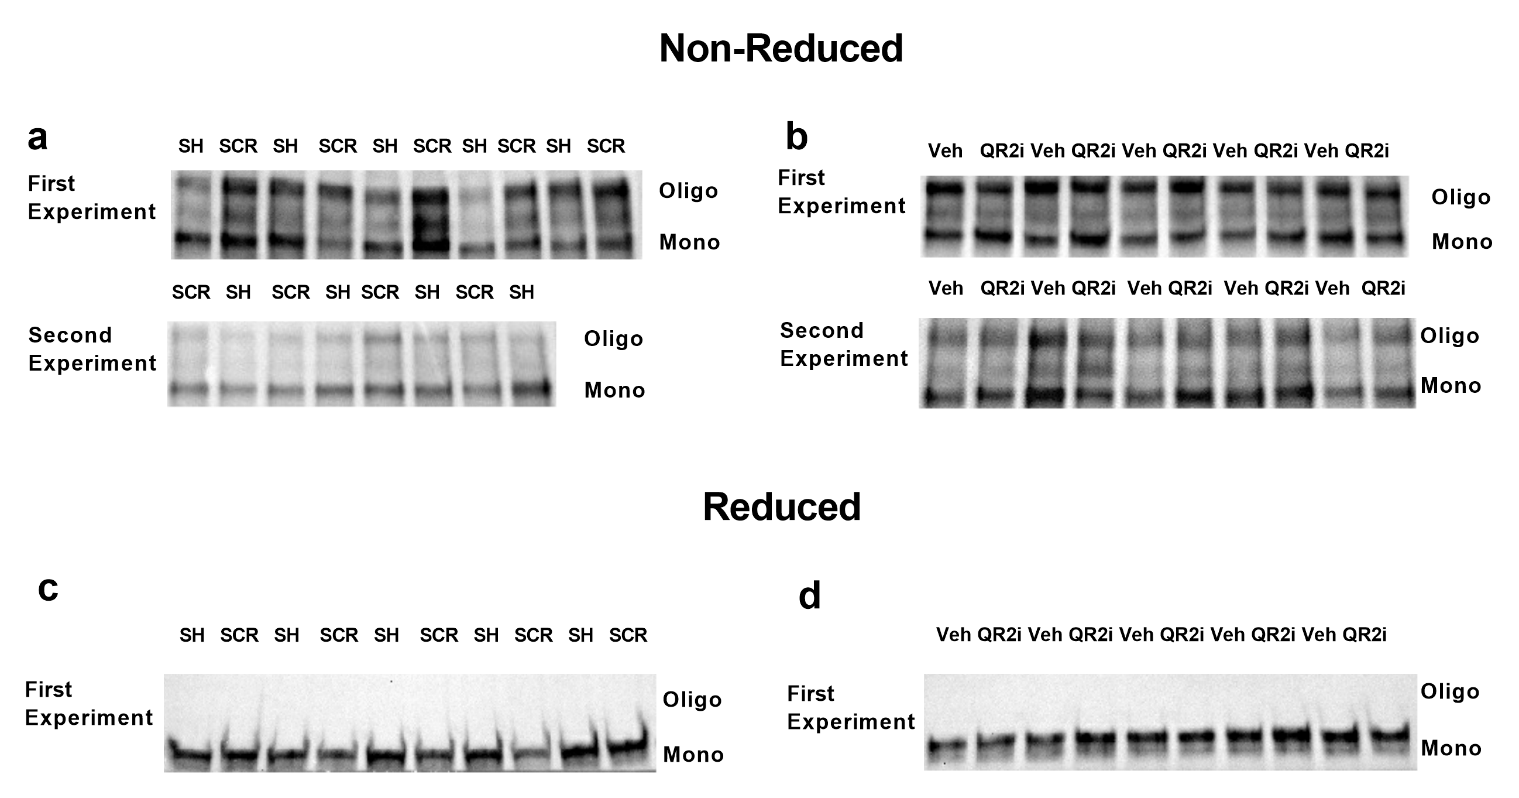 Non-Reduced
a
SH SCR SH SCR SH SCR SH SCR SH SCR
First
Experiment
Oligo
Mono
SCR SH SCR SH SCR SH SCR SH
Second
Experiment
Oligo
Mono
b
Veh QR2i Veh QR2i Veh QR2i Veh QR2i Veh QR2i
First
Experiment
Oligo
Mono
Veh QR2i Veh QR2i Veh QR2i Veh QR2i Veh QR2i
Second
Experiment
Oligo
Mono
Reduced
c
SH SCR SH SCR SH SCR SH SCR SH SCR
First
Experiment
Oligo
Mono
d
Veh QR2i Veh QR2i Veh QR2i Veh QR2i Veh QR2i
First
Experiment
Oligo
Mono